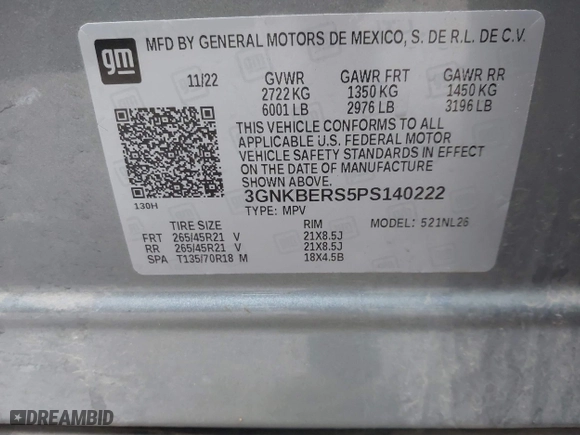 gm
MFD BY GENERAL MOTORS DE MEXICO, S. DE R.L. DE C.V.
11/22 GVWR GAWR FRT GAWR RR
2722 KG 1350 KG 1450 KG
6001 LB 2976 LB 3196 LB
THIS VEHICLE CONFORMS TO ALL
APPLICABLE U.S. FEDERAL MOTOR
VEHICLE SAFETY STANDARDS IN EFFECT
ON THE DATE OF MANUFACTURE
SHOWN ABOVE.
3GNKBERS5PS140222
130H
TYPE: MPV MODEL: 521NL26
TIRE SIZE RIM
FRT 265/45R21 V 21X8.5J
RR 265/45R21 V 21X8.5J
SPA T135/70R18 M 18X4.5B
DREAMBID